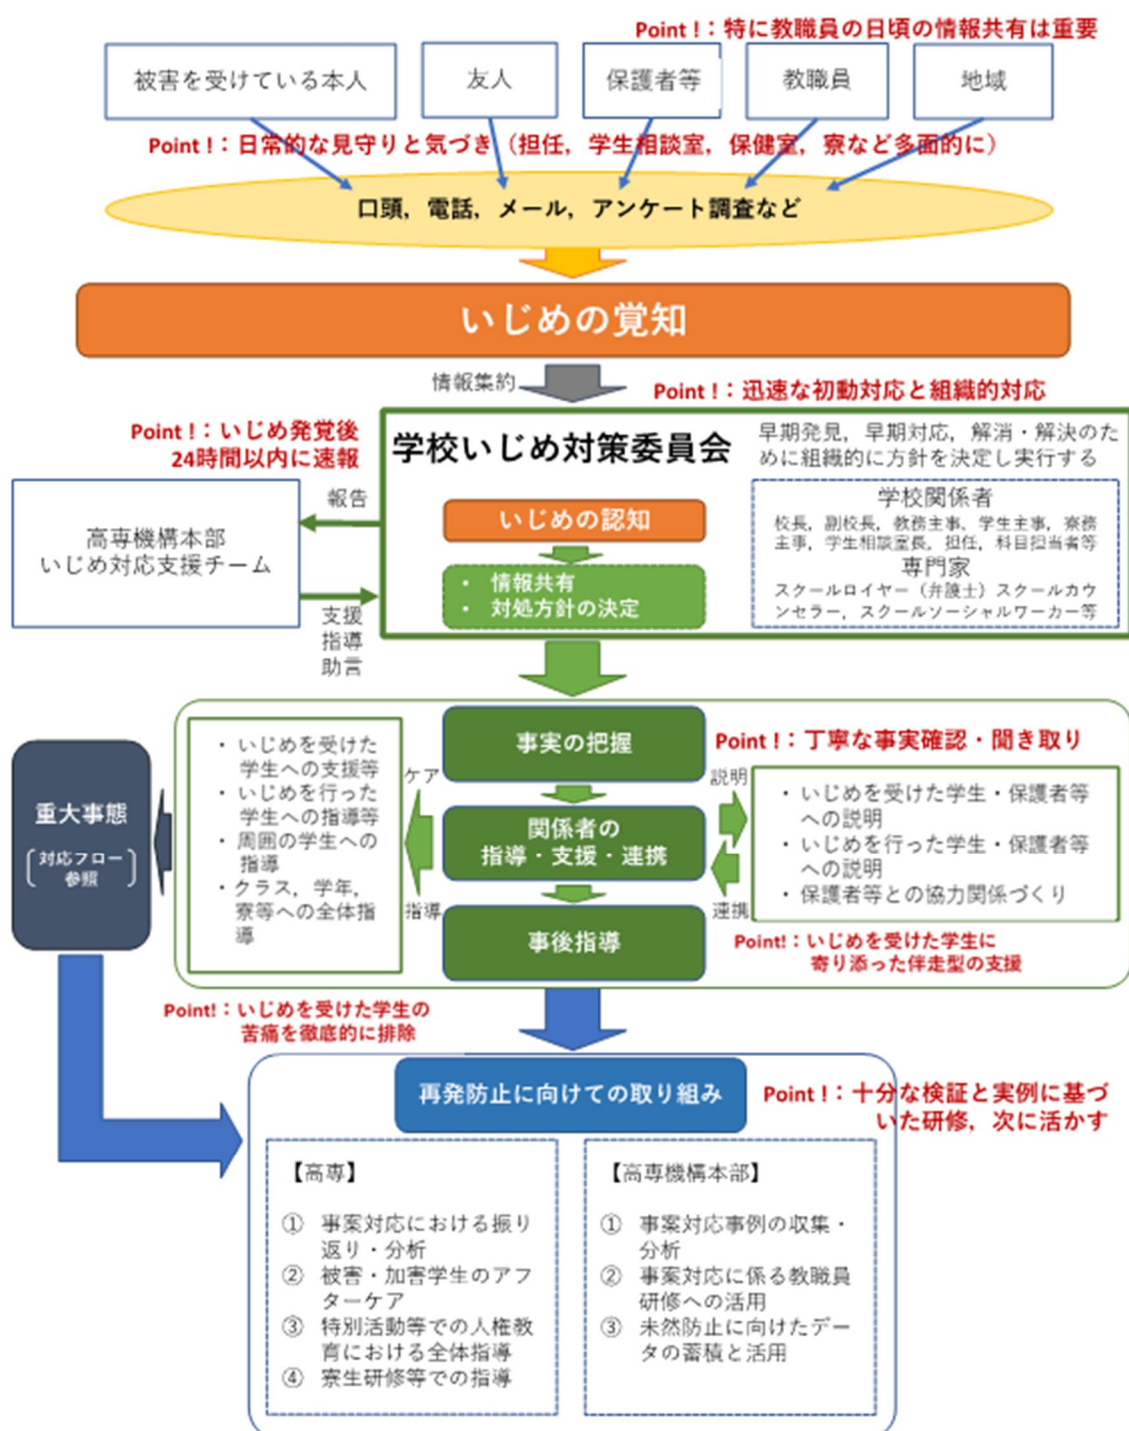 Point !：特に教職員の日頃の情報共有は重要
被害を受けている本人
友人
保護者等
教職員
地域
Point !：日常的な見守りと気づき（担任，学生相談室，保健室，寮など多面的に）
口頭，電話，メール，アンケート調査など
いじめの覚知
情報集約
Point !：迅速な初動対応と組織的対応
Point !：いじめ発覚後
24時間以内に速報
学校いじめ対策委員会
早期発見，早期対応，解消・解決のた
めに組織的に方針を決定し実行する
いじめの認知
・ 情報共有
・ 対処方針の決定
学校関係者
校長，副校長，教務主事，学生主事，寮務
主事，学生相談室長，担任，科目担当者等
専門家
スクールロイヤー（弁護士）スクールカウ
ンセラー，スクールソーシャルワーカー等
報告
高専機構本部
いじめ対応支援チーム
支援
指導
助言
事実の把握
Point !：丁寧な事実確認・聞き取り
・ いじめを受けた
学生への支援等
・ いじめを行った
学生への指導等
・ 周囲の学生への
指導
・ クラス，学年，
寮等への全体指
導
ケア
指導
説明
連携
関係者の
指導・支援・連携
事後指導
・ いじめを受けた学生・保護者等
への説明
・ いじめを行った学生・保護者等
への説明
・ 保護者等との協力関係づくり
重大事態
対応フロー
参照
Point!：いじめを受けた学生に
寄り添った伴走型の支援
Point!：いじめを受けた学生の
苦痛を徹底的に排除
再発防止に向けての取り組み
Point !：十分な検証と実例に基づ
いた研修，次に活かす
【高専】
① 事案対応における振り
返り・分析
② 被害・加害学生のアフ
ターケア
③ 特別活動等での人権教
育における全体指導
④ 寮生研修等での指導
【高専機構本部】
① 事案対応事例の収集・
分析
② 事案対応に係る教職員
研修への活用
③ 未然防止に向けたデー
タの蓄積と活用